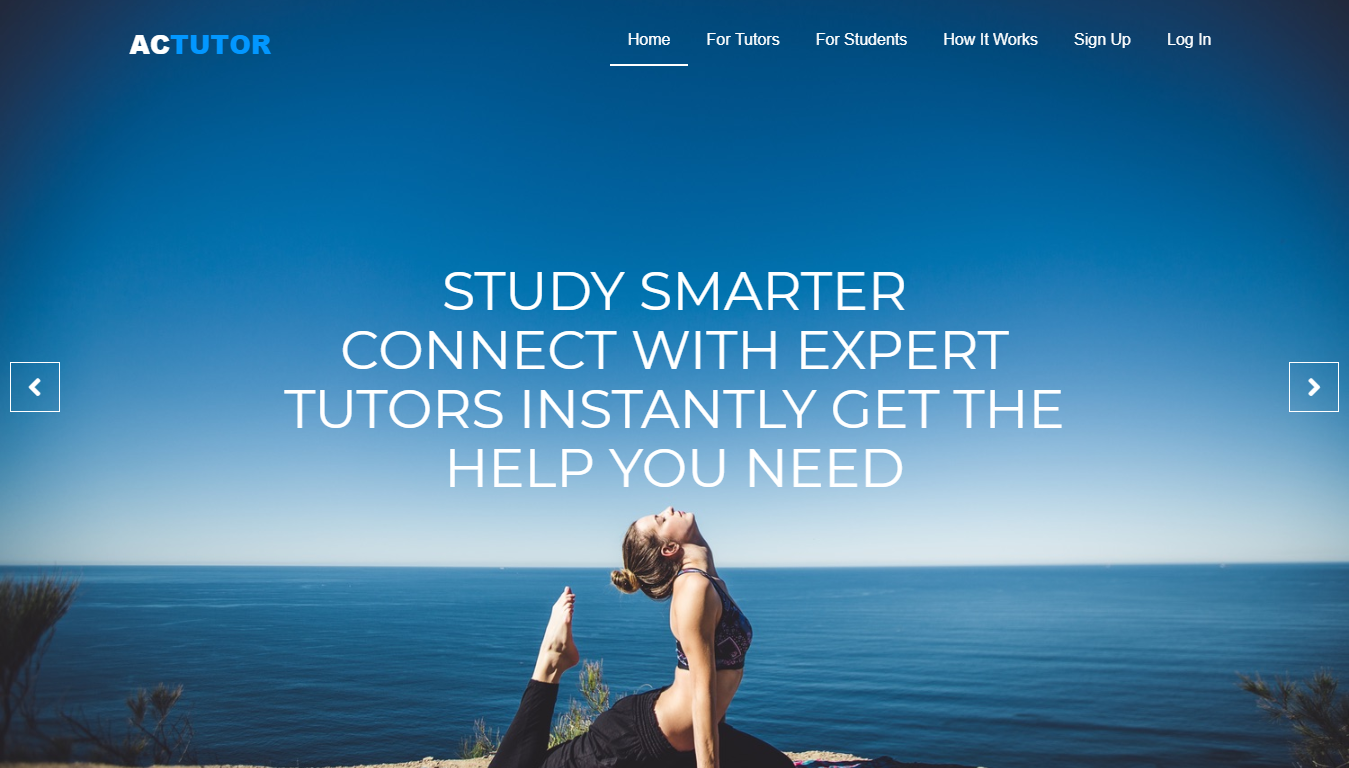 ACTUTOR
Home For Tutors For Students How It Works Sign Up Log In
STUDY SMARTER
CONNECT WITH EXPERT
TUTORS INSTANTLY GET THE
HELP YOU NEED